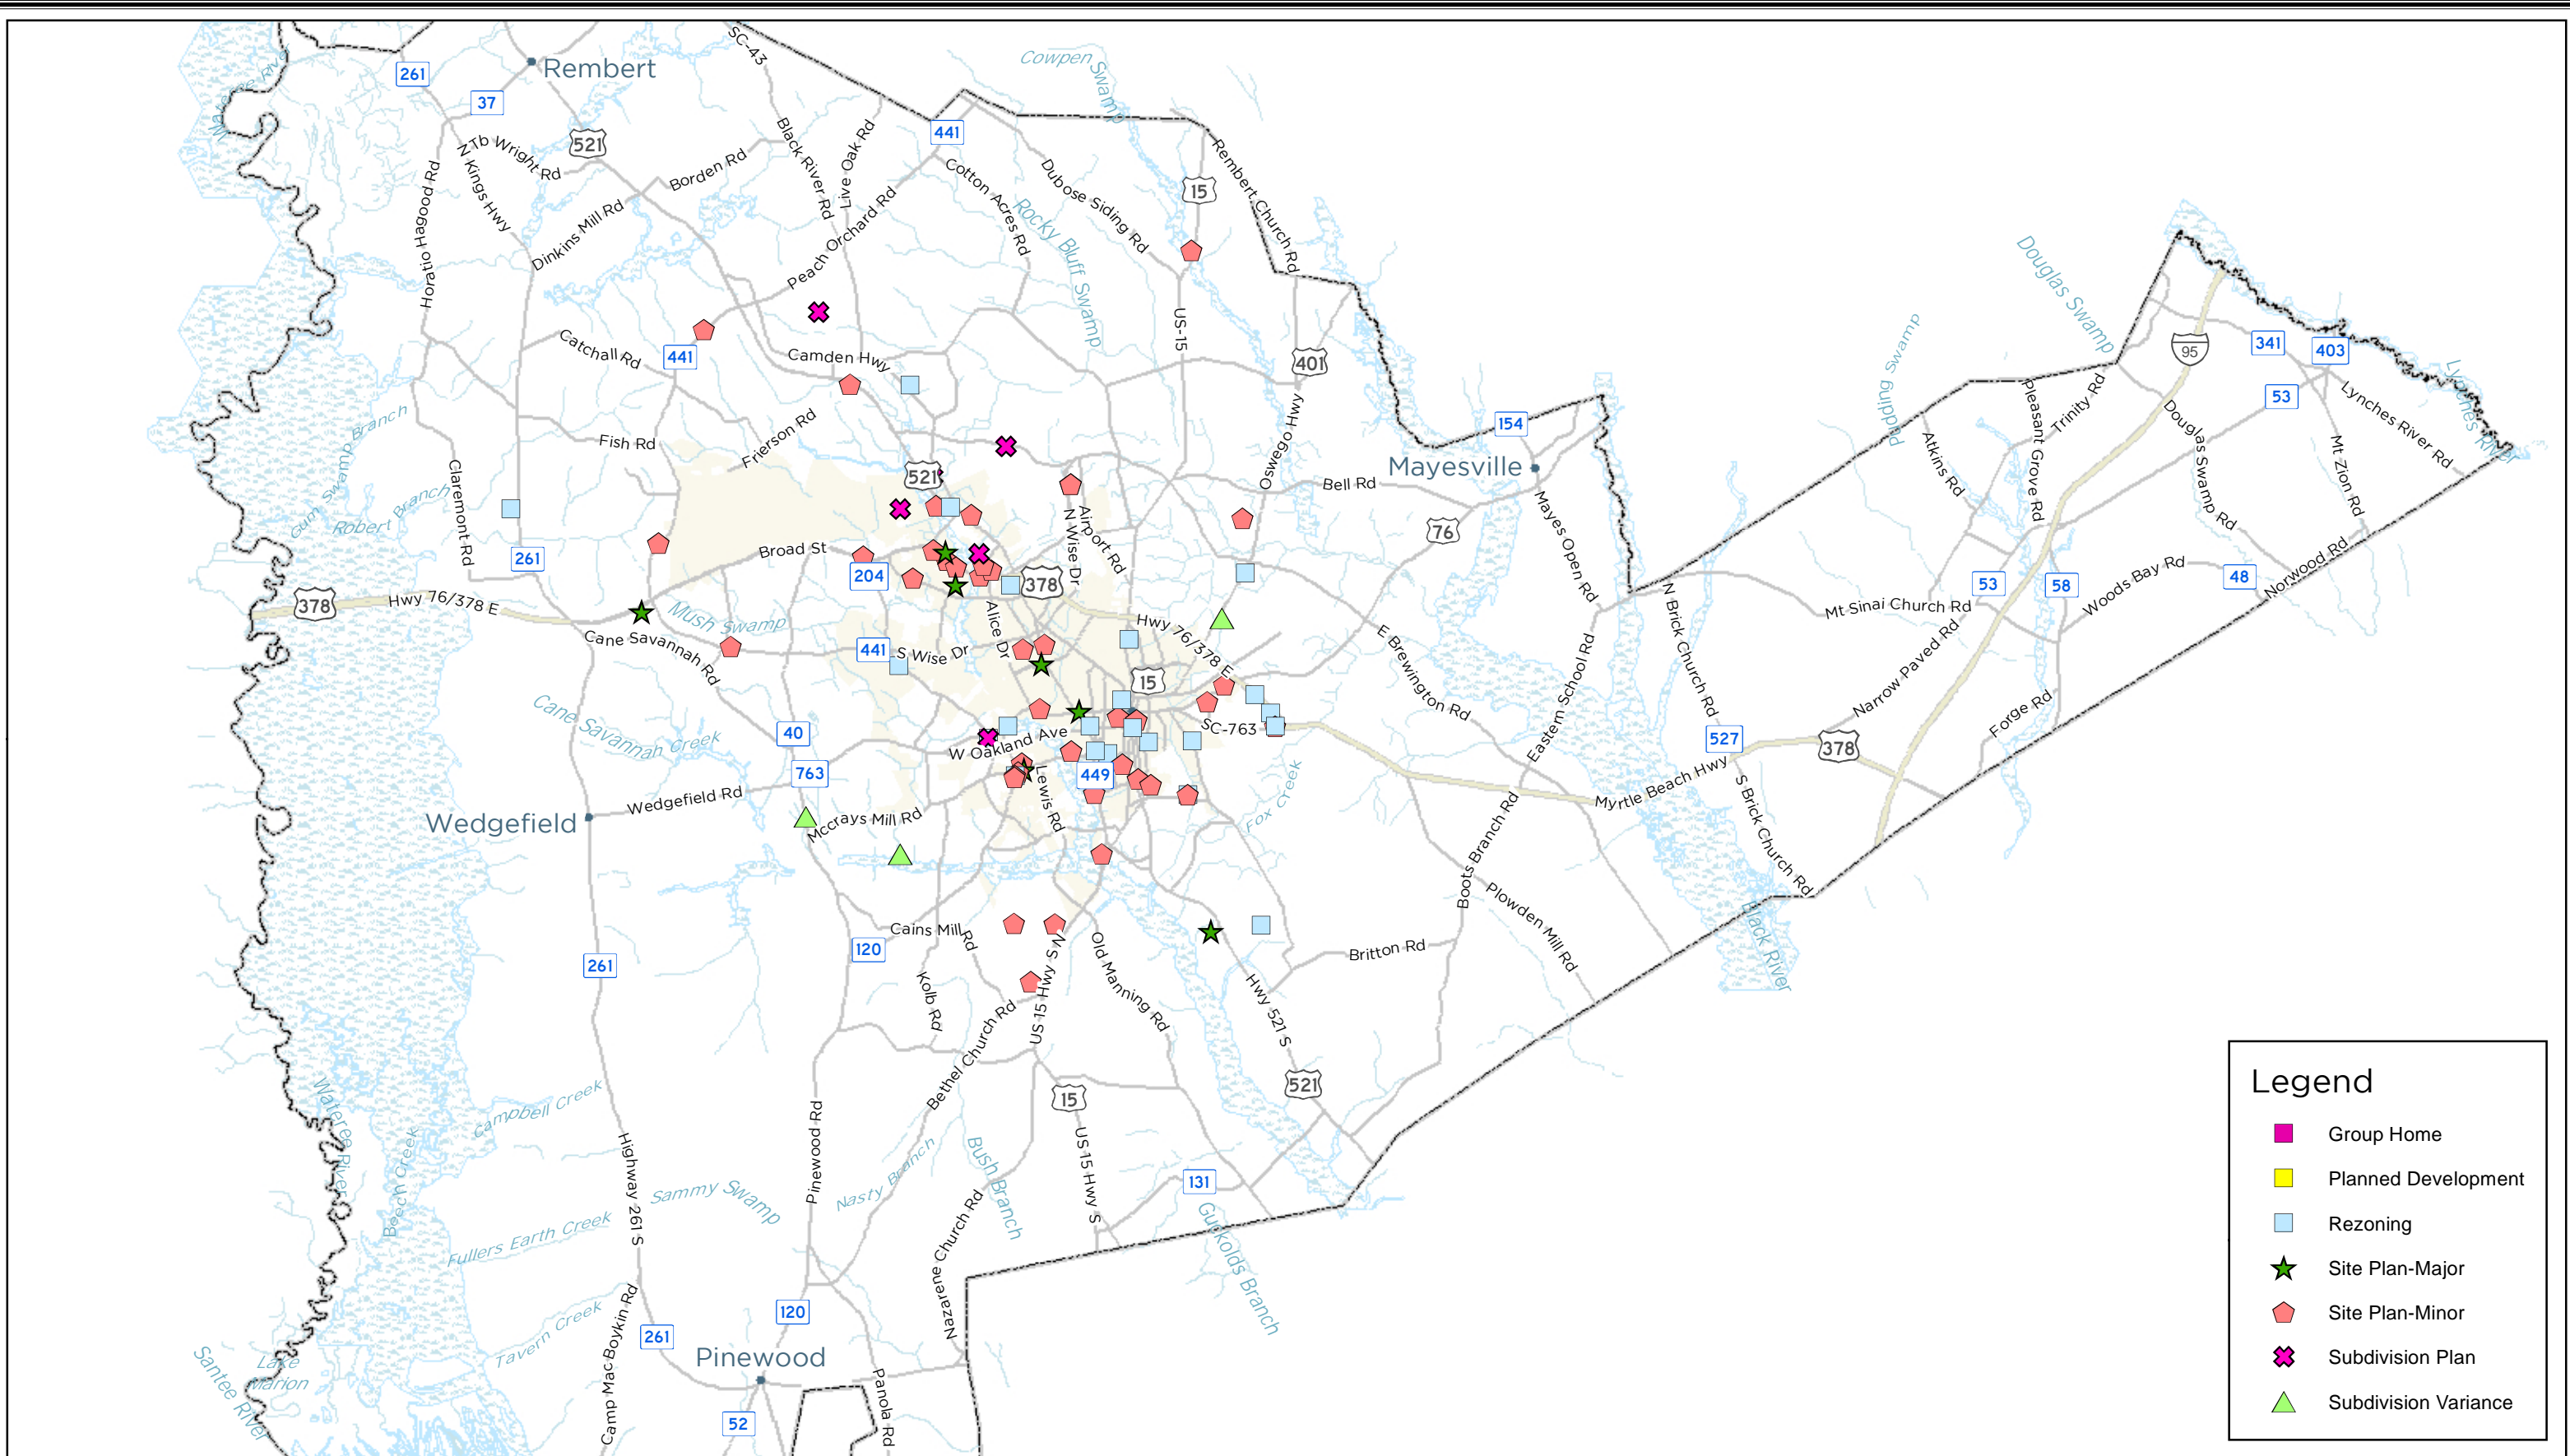 SC-43
Cowpen Swamp
Rembert
261
37
441
521
Tb Wright Rd
N Kings Hwy
Borden Rd
Black River Rd
Live Oak Rd
Cotton Acres Rd
Dubose Siding Rd
15
Rembert Church Rd
Horatio Hagood Rd
Dinkins Mill Rd
Peach Orchard Rd
Rocky Bluff Swamp
Douglas Swamp
US-15
Catchall Rd
441
Camden Hwy
401
Pudding Swamp
95
341
403
53
Lynches River
Lynches River Rd
Pleasant Grove Rd
Trinity Rd
Douglas Swamp Rd
Mt Zion Rd
Atkins Rd
Gum Swamp Branch
Robert Branch
Claremont Rd
Fish Rd
Frierson Rd
521
Oswego Hwy
154
Mayesville
Bell Rd
76
Mayes Open Rd
N Wise Dr
Airport Rd
Broad St
261
204
378
378
Hwy 76/378 E
Mush Swamp
Cane Savannah Rd
441
S Wise Dr
Alice Dr
Hwy 76/378 E
15
E Brewington Rd
Eastern School Rd
N Brick Church Rd
Mt Sinai Church Rd
53
58
Woods Bay Rd
48
Norwood Rd
Narrow Paved Rd
Forge Rd
Cane Savannah Creek
40
SC-763
W Oakland Ave
527
378
763
449
Wedgefield
Wedgefield Rd
Mccrays Mill Rd
Lewis Rd
Fox Creek
Myrtle Beach Hwy
S Brick Church Rd
Boots Branch Rd
Plowden Mill Rd
Black River
Cains Mill Rd
120
261
Kolb Rd
US 15 Hwy S N
Old Manning Rd
Britton Rd
Hwy 521 S
Bethel Church Rd
521
15
Wateree River
Campbell Creek
Beech Creek
Highway 261 S
Pinewood Rd
Sammy Swamp
Nasty Branch
Bush Branch
US 15 Hwy S
131
Fullers Earth Creek
Nazarene Church Rd
Guckolds Branch
Tavern Creek
Camp Mac Boykin Rd
120
261
Pinewood
Lake Marion
Santee River
Panola Rd
52
Legend
Group Home
Planned Development
Rezoning
Site Plan-Major
Site Plan-Minor
Subdivision Plan
Subdivision Variance